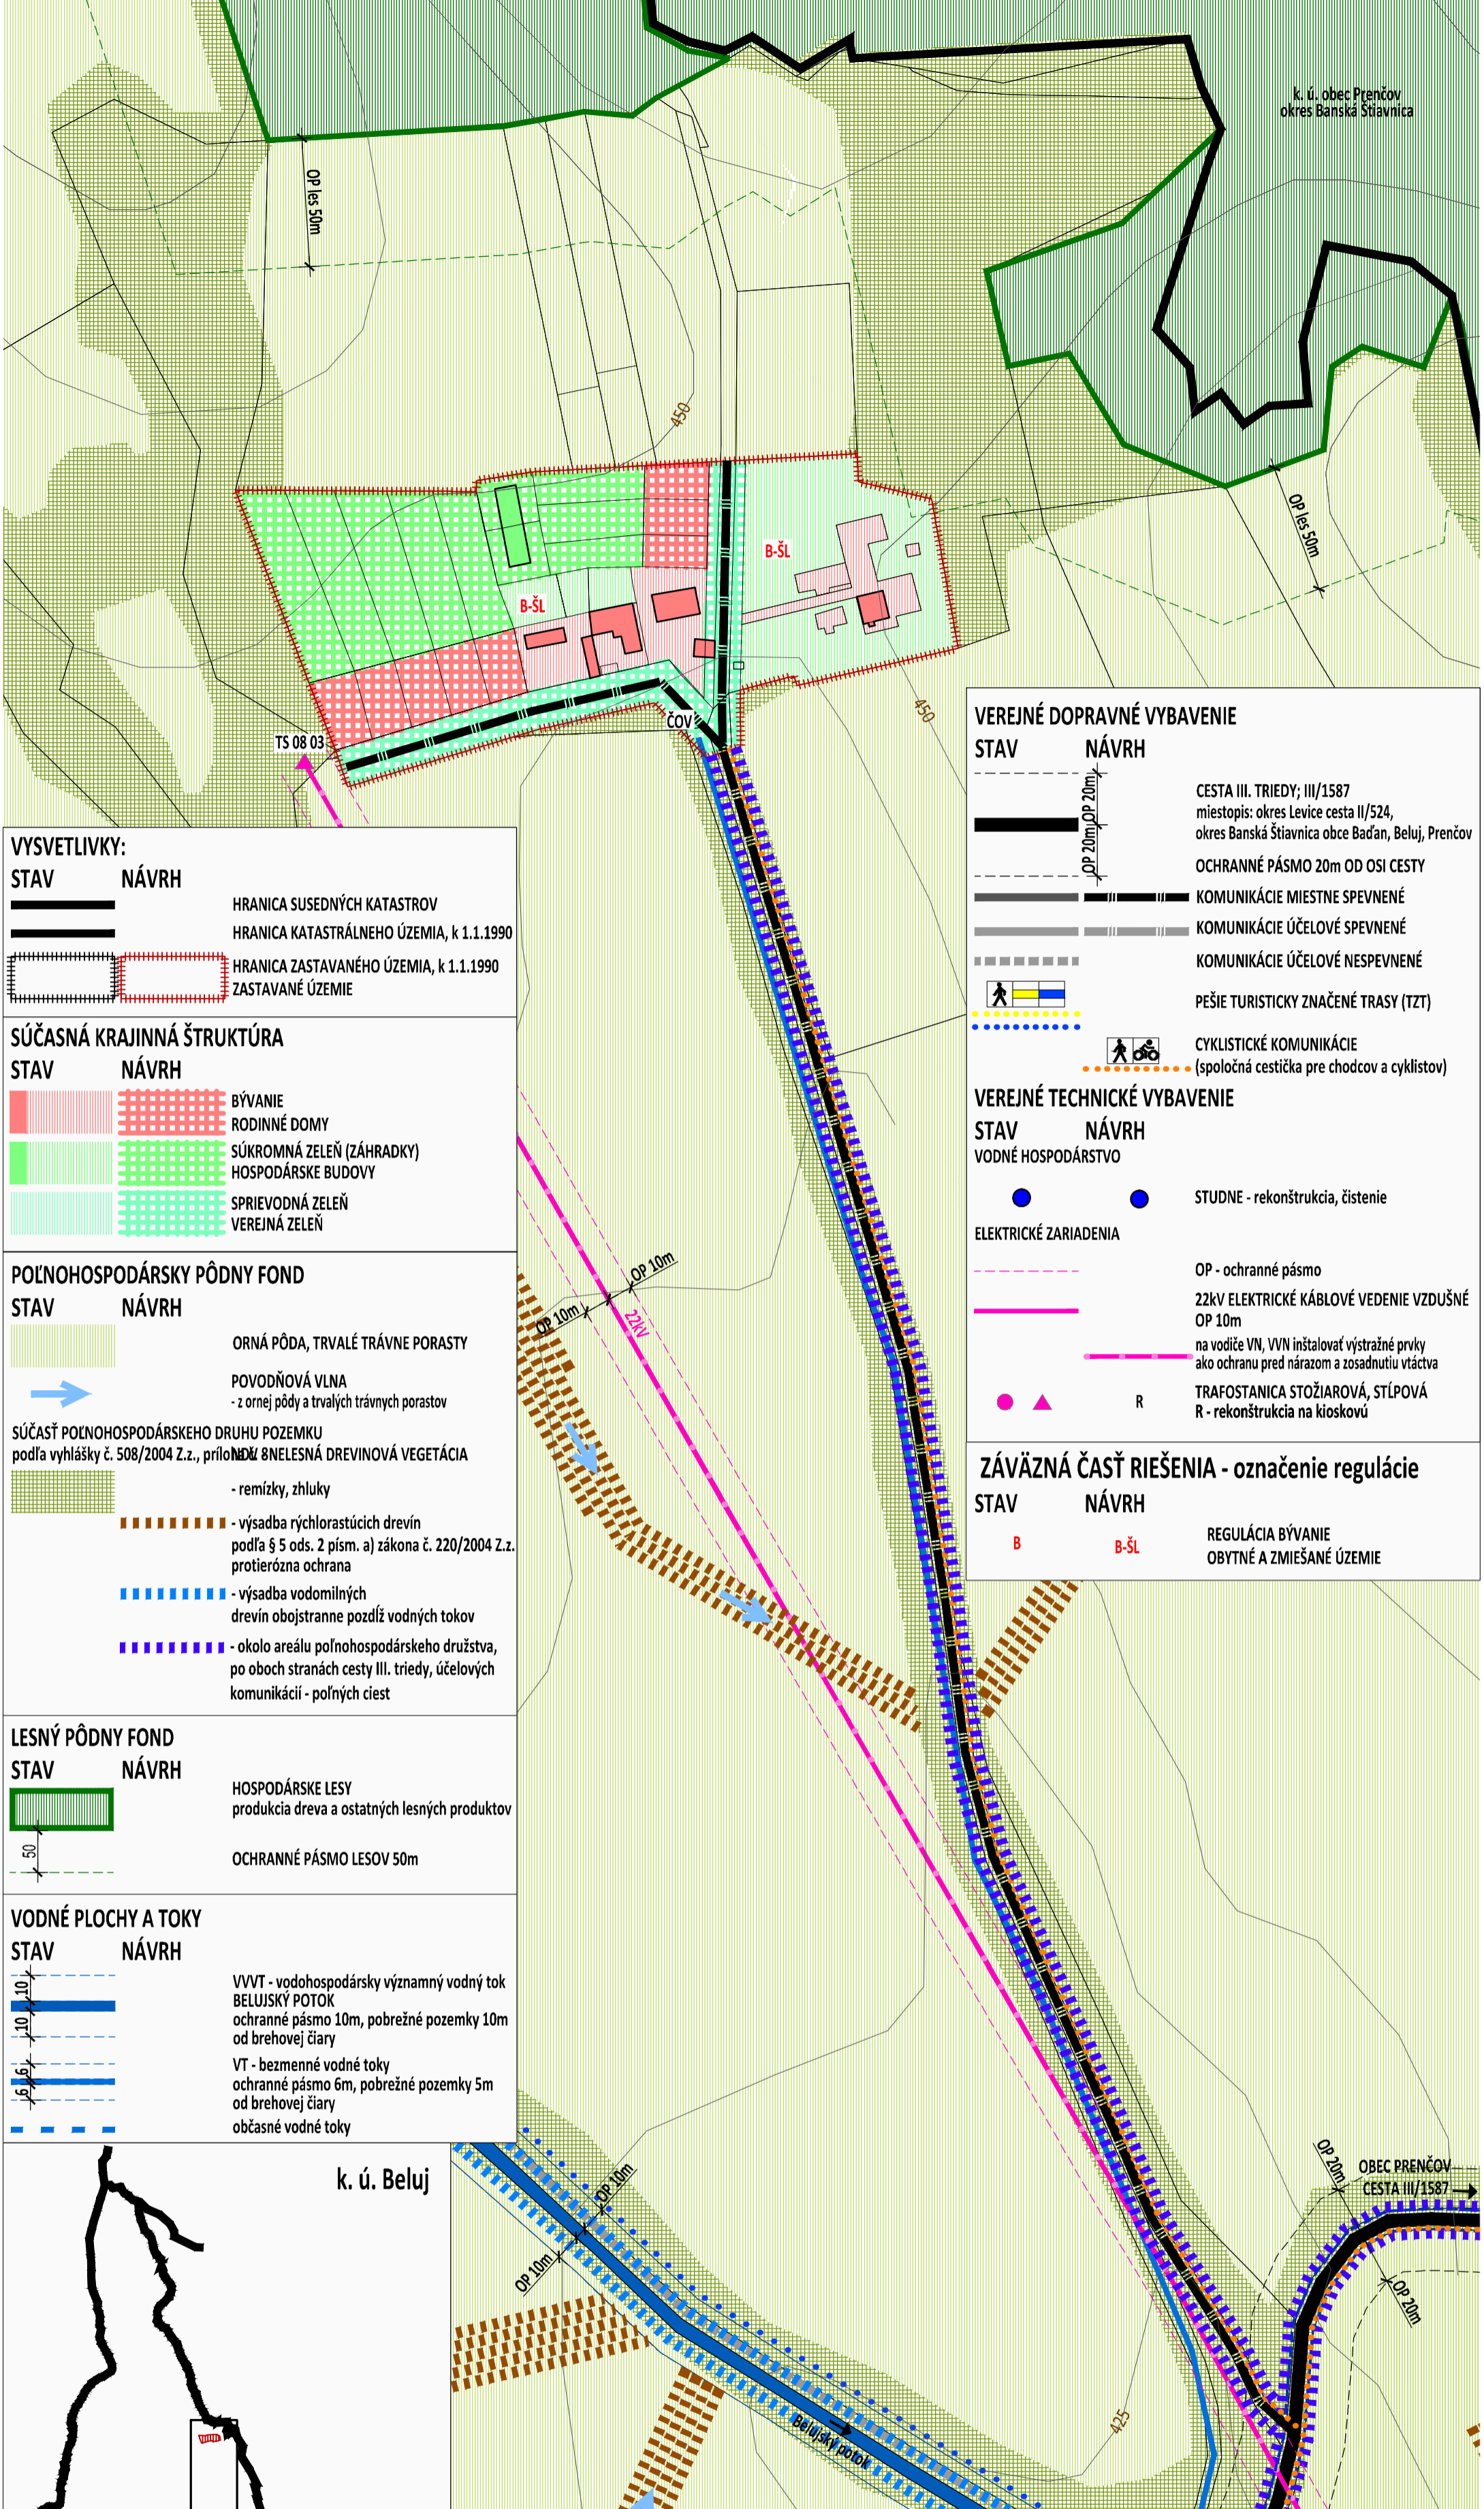 k. ú. obec Prenčov
okres Banská Štiavnica
OP les 50m
450
B-ŠL
B-ŠL
OP les 50m
450
ČOV
TS 08 03
VYSVETLIVKY:
STAV NÁVRH
HRANICA SUSEDNÝCH KATASTROV
HRANICA KATASTRÁLNEHO ÚZEMIA, k 1.1.1990
HRANICA ZASTAVANÉHO ÚZEMIA, k 1.1.1990
ZASTAVANÉ ÚZEMIE
SÚČASNÁ KRAJINNÁ ŠTRUKTÚRA
STAV NÁVRH
BÝVANIE
RODINNÉ DOMY
SÚKROMNÁ ZELEŇ (ZÁHRADKY)
HOSPODÁRSKE BUDOVY
SPRIEVODNÁ ZELEŇ
VEREJNÁ ZELEŇ
POĽNOHOSPODÁRSKY PÔDNY FOND
STAV NÁVRH
ORNÁ PÔDA, TRVALÉ TRÁVNE PORASTY
POVODŇOVÁ VLNA
- z ornej pôdy a trvalých trávnych porastov
SÚČASŤ POĽNOHOSPODÁRSKEHO DRUHU POZEMKU
podľa vyhlášky č. 508/2004 Z.z., príloha č. 8 NDV - NELESNÁ DREVINOVÁ VEGETÁCIA
- remízky, zhluky
- výsadba rýchlorastúcich drevín
podľa § 5 ods. 2 písm. a) zákona č. 220/2004 Z.z.
protierózna ochrana
- výsadba vodomilných
drevín obojstranne pozdĺž vodných tokov
- okolo areálu poľnohospodárskeho družstva,
po oboch stranách cesty III. triedy, účelových
komunikácií - poľných ciest
LESNÝ PÔDNY FOND
STAV NÁVRH
HOSPODÁRSKE LESY
produkcia dreva a ostatných lesných produktov
50
OCHRANNÉ PÁSMO LESOV 50m
VODNÉ PLOCHY A TOKY
STAV NÁVRH
10
10
VVVT - vodohospodársky významný vodný tok
BELUJSKÝ POTOK
ochranné pásmo 10m, pobrežné pozemky 10m
od brehovej čiary
6
6
VT - bezmenné vodné toky
ochranné pásmo 6m, pobrežné pozemky 5m
od brehovej čiary
občasné vodné toky
k. ú. Beluj
VEREJNÉ DOPRAVNÉ VYBAVENIE
STAV NÁVRH
OP 20m
OP 20m
CESTA III. TRIEDY; III/1587
miestopis: okres Levice cesta II/524,
okres Banská Štiavnica obce Baďan, Beluj, Prenčov
OCHRANNÉ PÁSMO 20m OD OSI CESTY
KOMUNIKÁCIE MIESTNE SPEVNENÉ
KOMUNIKÁCIE ÚČELOVÉ SPEVNENÉ
KOMUNIKÁCIE ÚČELOVÉ NESPEVNENÉ
PEŠIE TURISTICKY ZNAČENÉ TRASY (TZT)
CYKLISTICKÉ KOMUNIKÁCIE
(spoločná cestička pre chodcov a cyklistov)
VEREJNÉ TECHNICKÉ VYBAVENIE
STAV NÁVRH
VODNÉ HOSPODÁRSTVO
STUDNE - rekonštrukcia, čistenie
ELEKTRICKÉ ZARIADENIA
OP - ochranné pásmo
22kV ELEKTRICKÉ KÁBLOVÉ VEDENIE VZDUŠNÉ
OP 10m
na vodiče VN, VVN inštalovať výstražné prvky
ako ochranu pred nárazom a zosadnutiu vtáctva
R
TRAFOSTANICA STOŽIAROVÁ, STĹPOVÁ
R - rekonštrukcia na kioskovú
ZÁVÄZNÁ ČASŤ RIEŠENIA - označenie regulácie
STAV NÁVRH
B B-ŠL
REGULÁCIA BÝVANIE
OBYTNÉ A ZMIEŠANÉ ÚZEMIE
OP 10m
OP 10m
22kV
OP 10m
OP 10m
Belujský potok
425
OP 20m
OBEC PRENČOV
CESTA III/1587
OP 20m